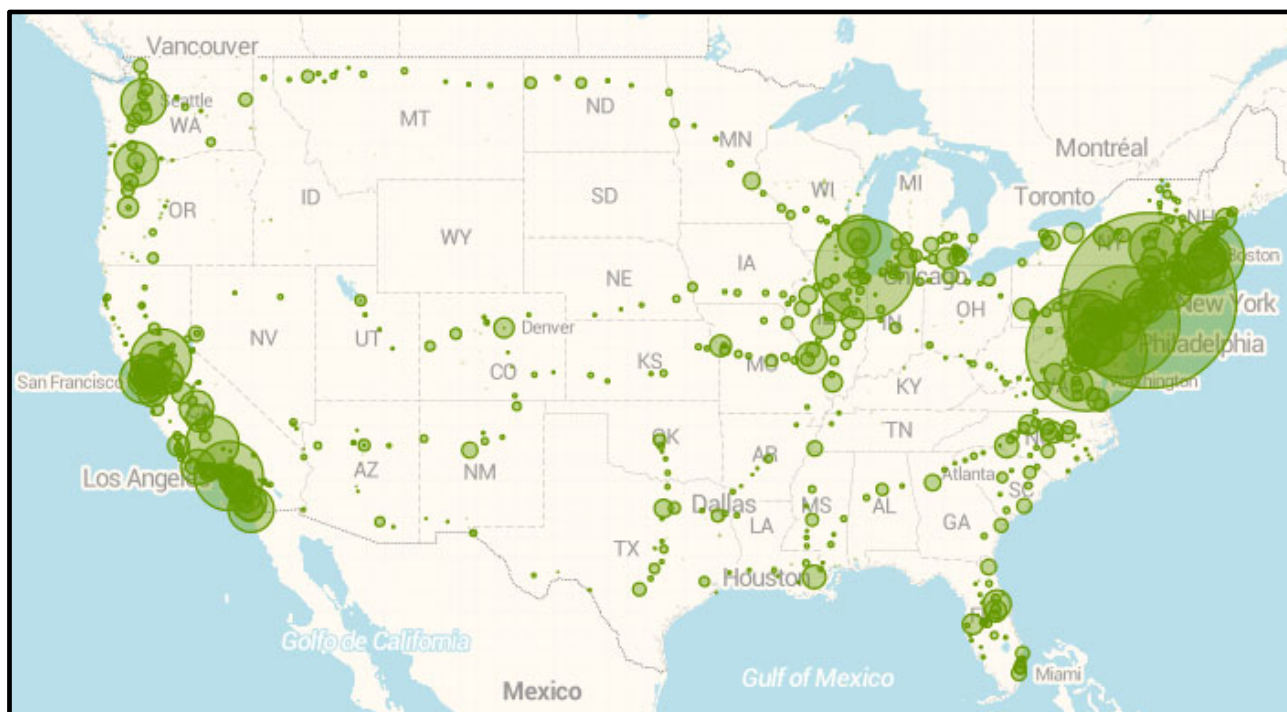 Vancouver
Seattle
WA
MT
ND
MN
Montréal
OR
ID
SD
WI
MI
Toronto
NH
NY
WY
IA
Chicago
Boston
NE
OH
New York
NV
UT
Denver
IN
Philadelphia
San Francisco
CO
KS
MO
KY
Washington
Los Angeles
AZ
NM
OK
AR
TN
NC
Atlanta
SC
Dallas
MS
AL
GA
LA
TX
Houston
FL
Golfo de California
Gulf of Mexico
Miami
Mexico